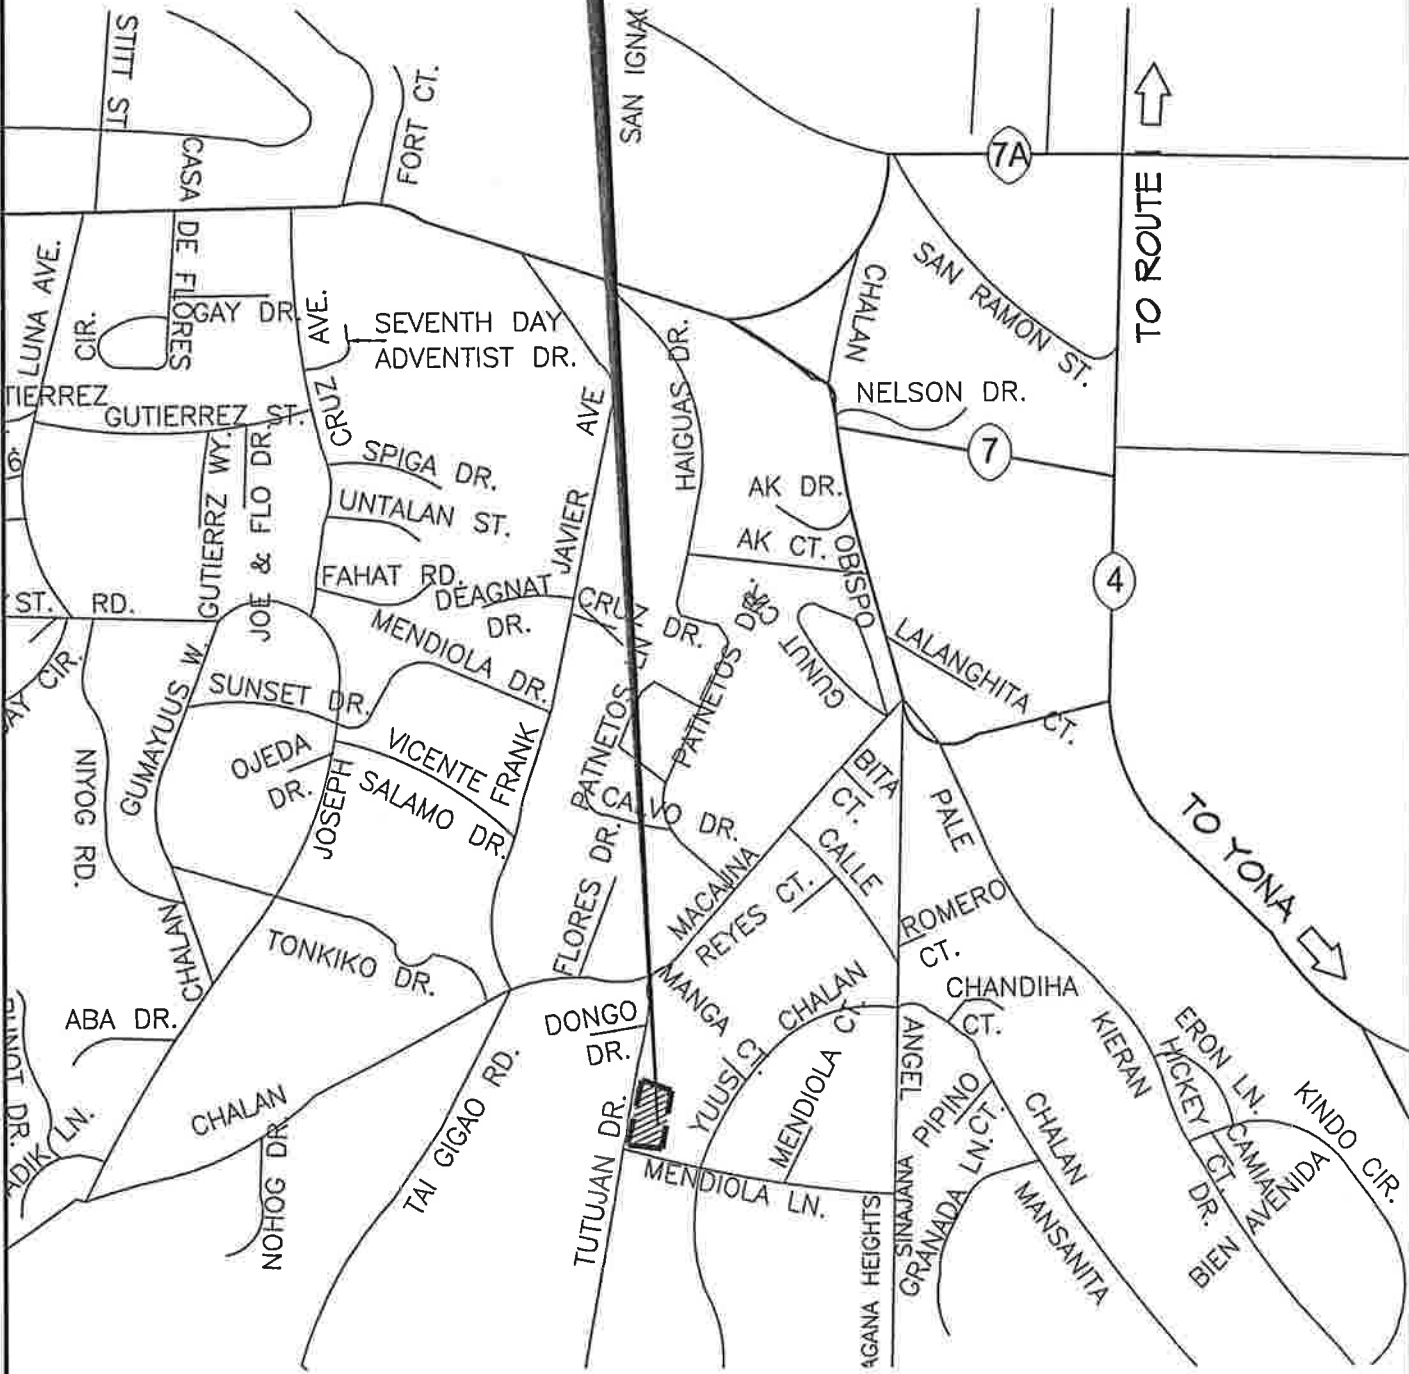 STITT ST
FORT CT.
SAN IGNA
7A
TO ROUTE
CASA DE FLORES
LUNA AVE.
CIR.
GAY DR.
AVE.
SEVENTH DAY
ADVENTIST DR.
CHALAN
SAN RAMON ST.
NELSON DR.
TIERREZ
GUTIERREZ ST.
CRUZ
AVE
HAIGUAS DR.
6
GUTIERRZ WY.
JOE & FLO DR.
SPIGA DR.
UNTALAN ST.
JAVIER
7
AK DR.
AK CT.
OBISPO
4
ST. RD.
FAHAT RD.
DEAGNAT
DR.
CRUZ DR.
LN
MENDIOLA DR.
PATNETOS DR.
CIR.
GUNUT
LALANGHITA CT.
AY CIR.
GUMAYUUS W.
SUNSET DR.
OJEDA
DR.
JOSEPH
VICENTE
SALAMO DR.
FRANK
PATNETOS
CALVO DR.
BITA
CT.
PALE
TO YONA
NIYOG RD.
FLORES DR.
MACAJNA
REYES CT.
CALLE
ROMERO
CT.
CHALAN
TONKIKO DR.
MANGA
CT.
CHALAN
CHANDIHA
CT.
ABA DR.
DONGO
DR.
YUUS
MENDIOLA CT.
ANGEL
KIERAN
ERON LN.
HICKEY
CT.
KINDO CIR.
DR.
ADIK LN.
CHALAN
NOHOG DR.
TAI GIGAO RD.
TUTUJAN DR.
MENDIOLA LN.
PIPINO
CT.
CHALAN
MANSANITA
CAMIA
DR.
BIEN AVENIDA
AGANA HEIGHTS
SINAJANA
GRANADA LN.